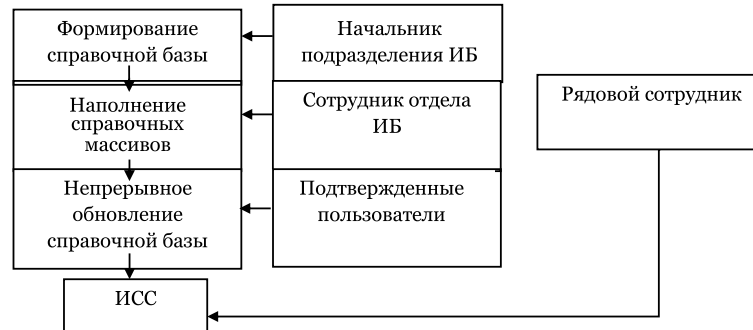 Формирование
справочной базы
Начальник
подразделения ИБ
Наполнение
справочных
массивов
Сотрудник отдела
ИБ
Рядовой сотрудник
Непрерывное
обновление
справочной базы
Подтвержденные
пользователи
ИСС